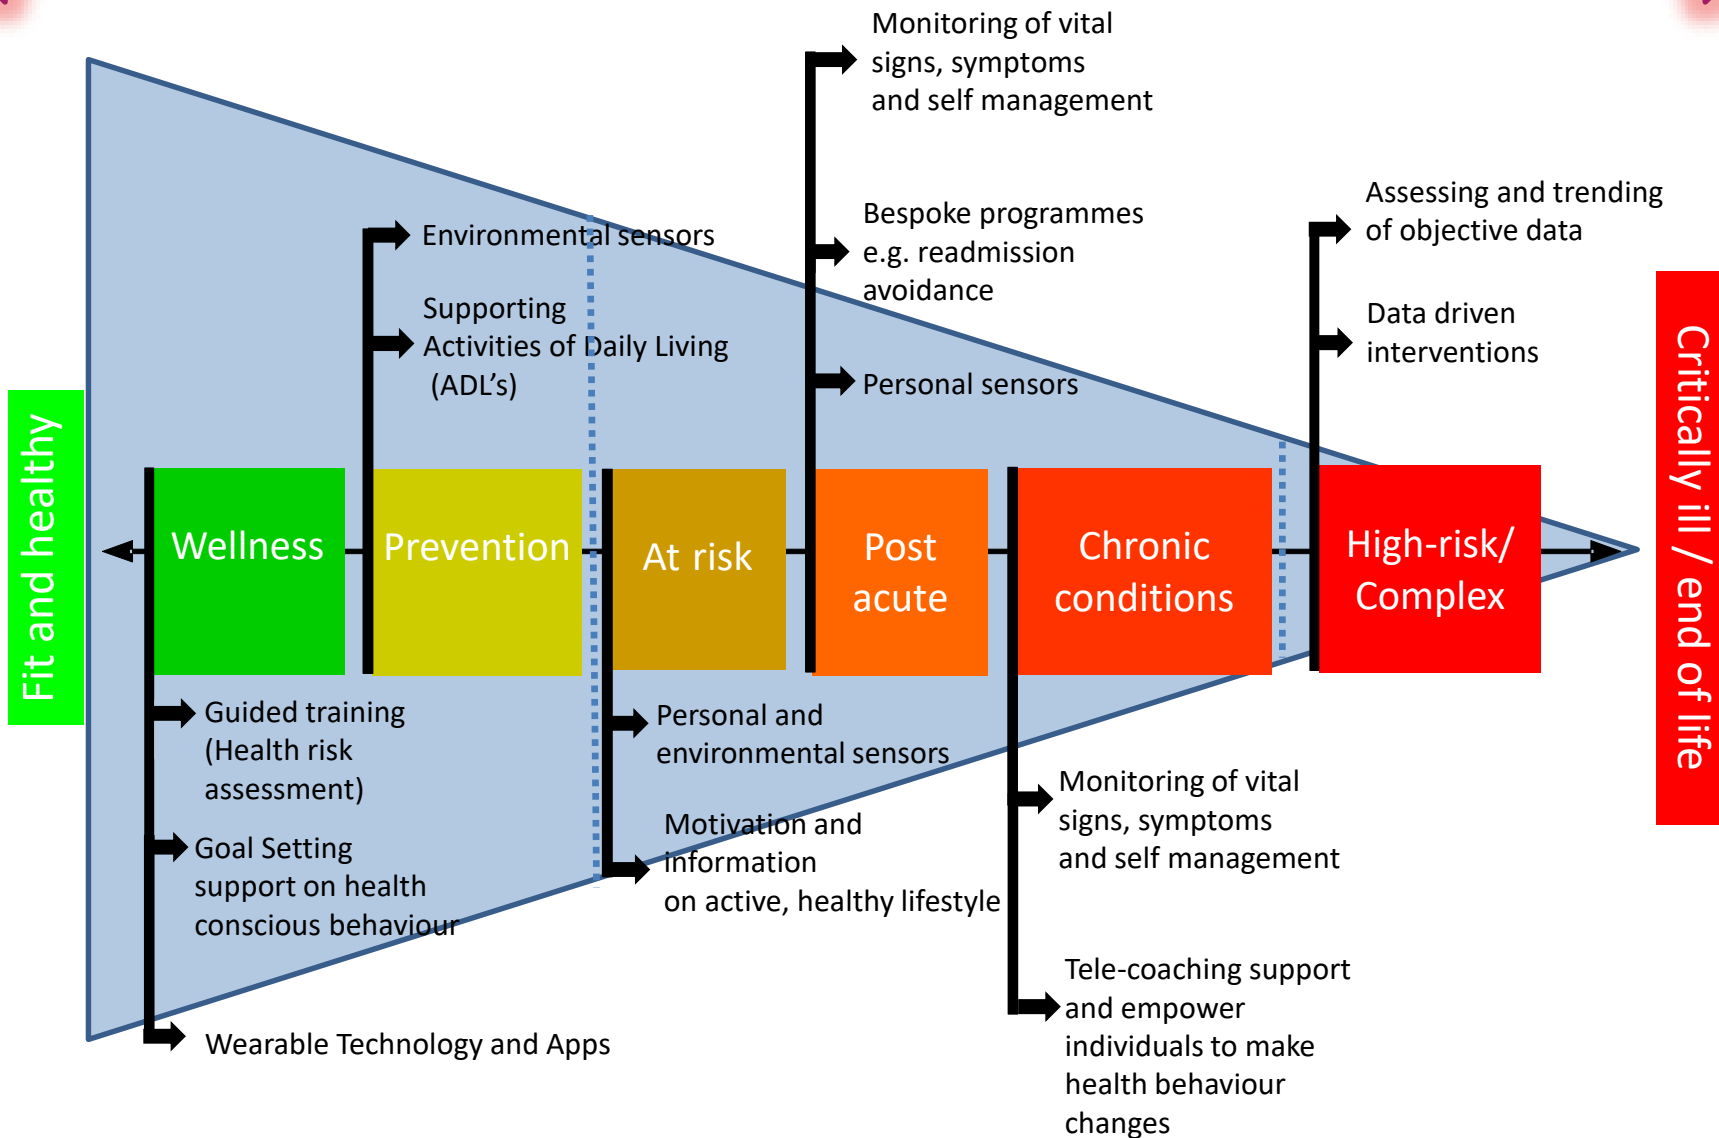 Monitoring of vital
signs, symptoms
and self management
Bespoke programmes
e.g. readmission
avoidance
Personal sensors
Environmental sensors
Supporting
Activities of Daily Living
(ADL's)
Assessing and trending
of objective data
Data driven
interventions
Fit and healthy
Wellness
Prevention
At risk
Post
acute
Chronic
conditions
High-risk/
Complex
Critically ill / end of life
Guided training
(Health risk
assessment)
Goal Setting
support on health
conscious behaviour
Wearable Technology and Apps
Personal and
environmental sensors
Motivation and
information
on active, healthy lifestyle
Monitoring of vital
signs, symptoms
and self management
Tele-coaching support
and empower
individuals to make
health behaviour
changes